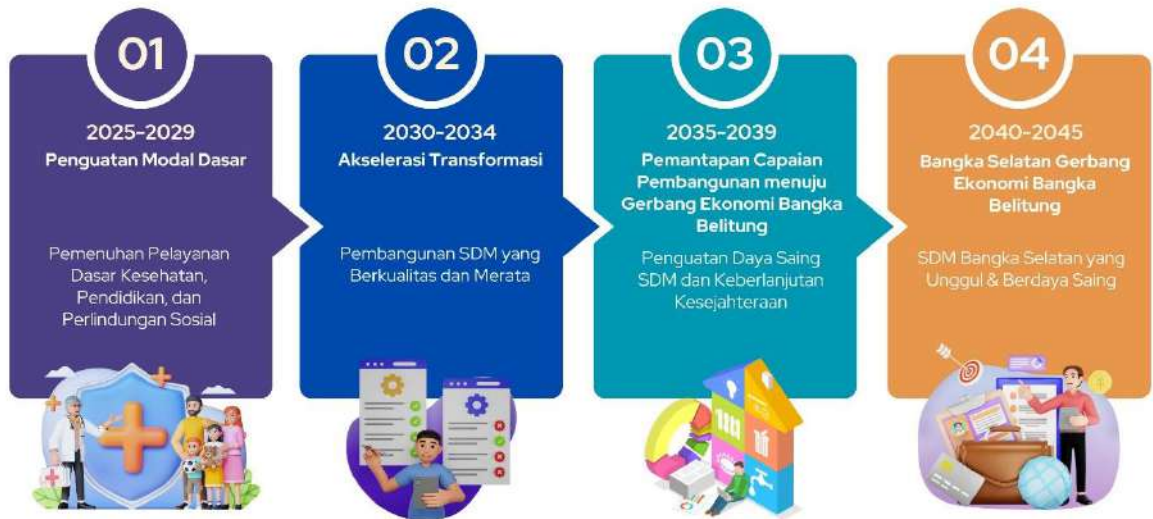 01
2025-2029
Penguatan Modal Dasar
Pemenuhan Pelayanan
Dasar Kesehatan,
Pendidikan, dan
Perlindungan Sosial
02
2030-2034
Akselerasi Transformasi
Pembangunan SDM yang
Berkualitas dan Merata
03
2035-2039
Pemantapan Capaian
Pembangunan menuju
Gerbang Ekonomi Bangka
Belitung
Penguatan Daya Saing
SDM dan Keberlanjutan
Kesejahteraan
04
2040-2045
Bangka Selatan Gerbang
Ekonomi Bangka
Belitung
SDM Bangka Selatan yang
Unggul & Berdaya Saing